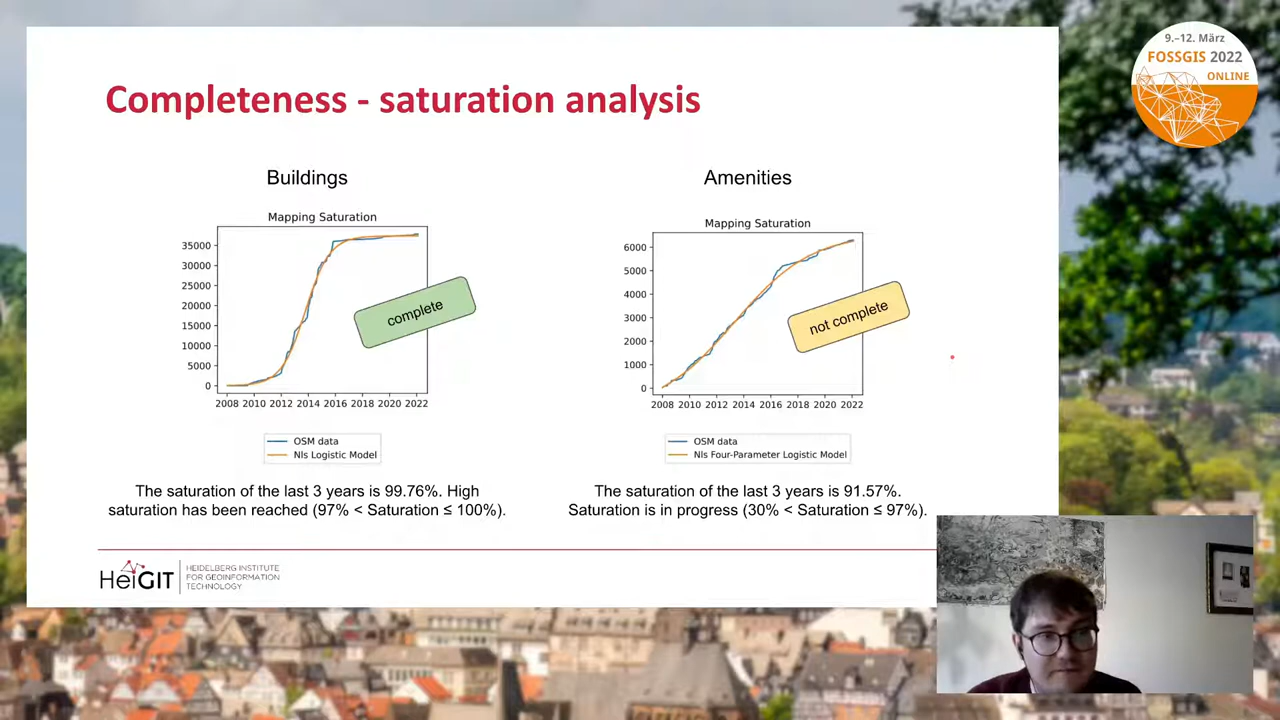 Completeness - saturation analysis
9.–12. März
FOSSGIS 2022
ONLINE
Buildings
Mapping Saturation
35000
30000
25000
20000
15000
10000
5000
0
2008 2010 2012 2014 2016 2018 2020 2022
complete
OSM data
Nls Logistic Model
The saturation of the last 3 years is 99.76%. High
saturation has been reached (97% < Saturation ≤ 100%).
Amenities
Mapping Saturation
6000
5000
4000
3000
2000
1000
0
2008 2010 2012 2014 2016 2018 2020 2022
not complete
OSM data
Nls Four-Parameter Logistic Model
The saturation of the last 3 years is 91.57%.
Saturation is in progress (30% < Saturation ≤ 97%).
HeiGIT
HEIDELBERG INSTITUTE
FOR GEOINFORMATION
TECHNOLOGY